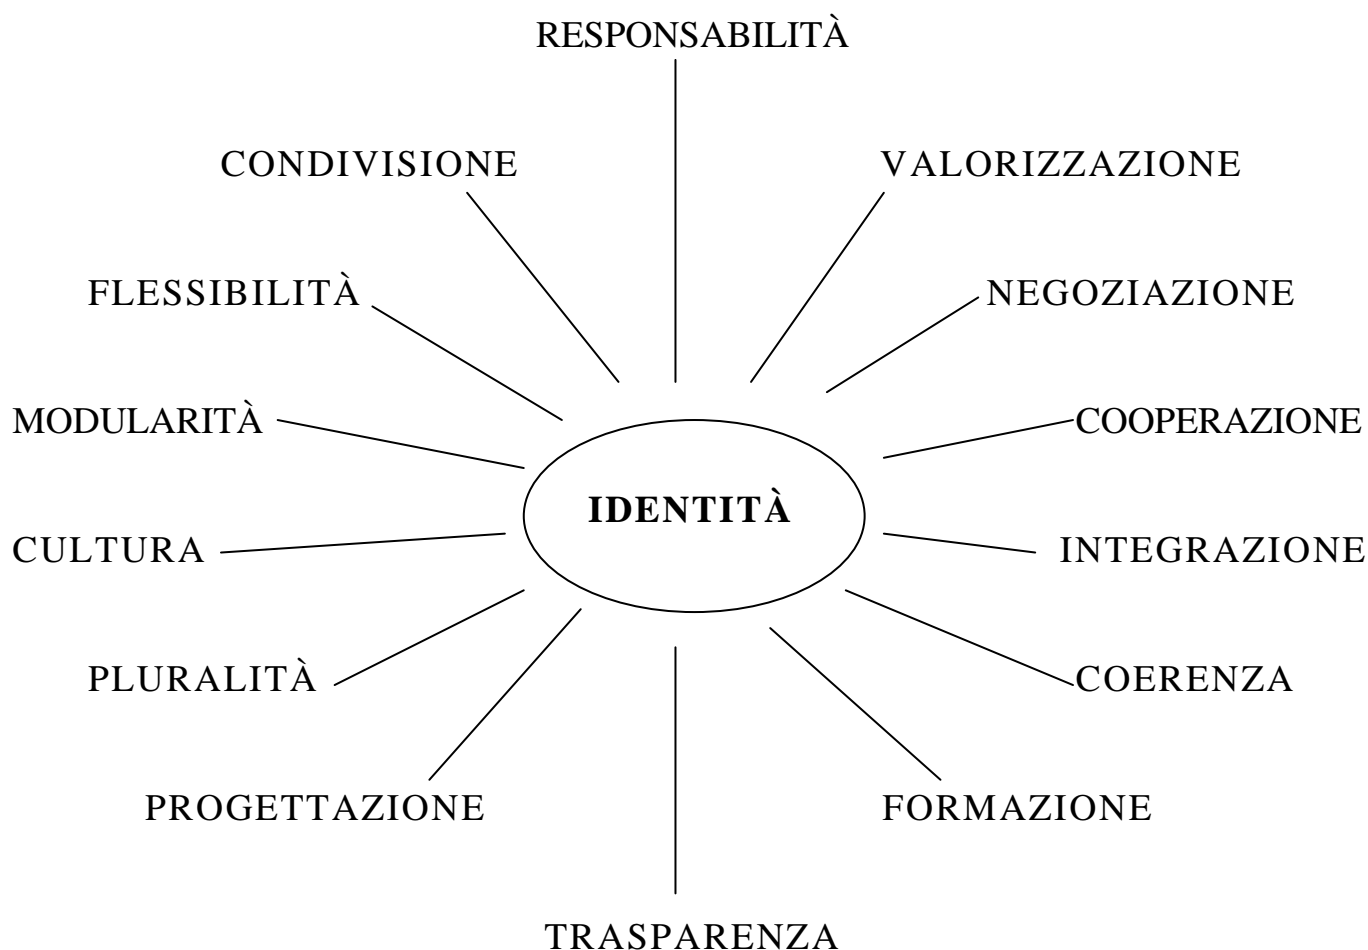 RESPONSABILITÀ
CONDIVISIONE
VALORIZZAZIONE
FLESSIBILITÀ
NEGOZIAZIONE
MODULARITÀ
COOPERAZIONE
IDENTITÀ
CULTURA
INTEGRAZIONE
PLURALITÀ
COERENZA
PROGETTAZIONE
FORMAZIONE
TRASPARENZA